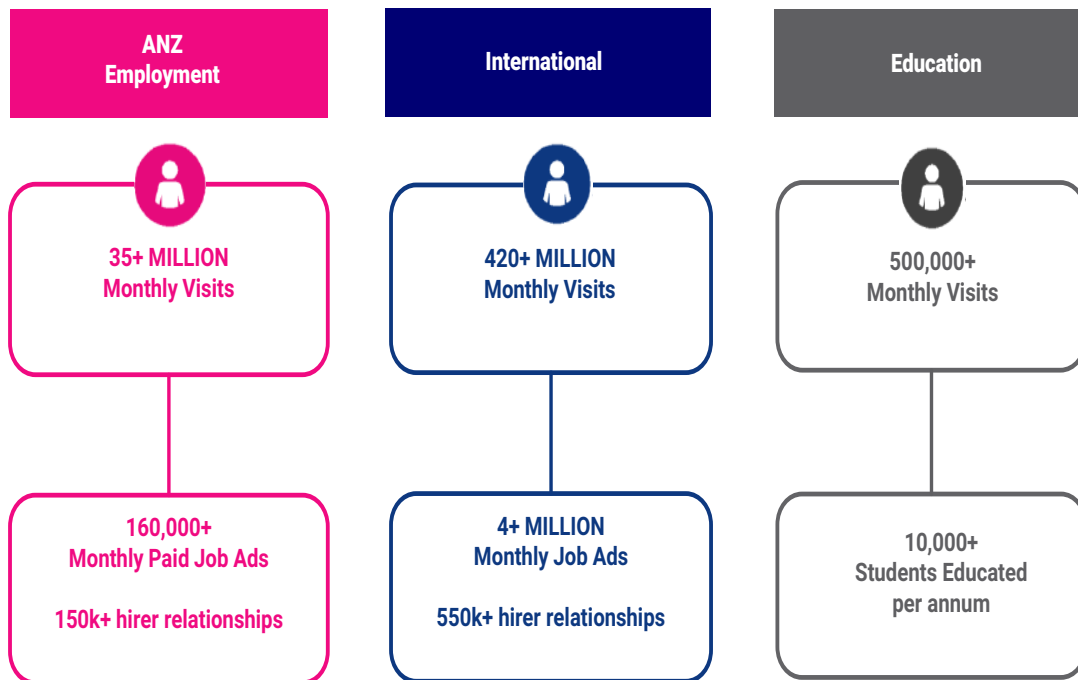 ANZ
Employment
International
Education
35+ MILLION
Monthly Visits
420+ MILLION
Monthly Visits
500,000+
Monthly Visits
160,000+
Monthly Paid Job Ads
150k+ hirer relationships
4+ MILLION
Monthly Job Ads
550k+ hirer relationships
10,000+
Students Educated
per annum